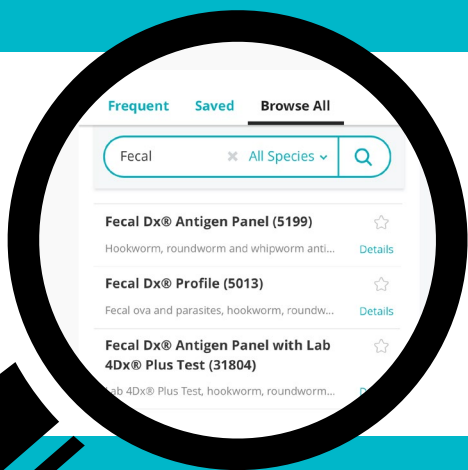 Frequent Saved Browse All
Fecal × All Species
Fecal Dx® Antigen Panel (5199)
Hookworm, roundworm and whipworm anti...
Details
Fecal Dx® Profile (5013)
Fecal ova and parasites, hookworm, roundw...
Details
Fecal Dx® Antigen Panel with Lab
4Dx® Plus Test (31804)
Lab 4Dx® Plus Test, hookworm, roundworm...